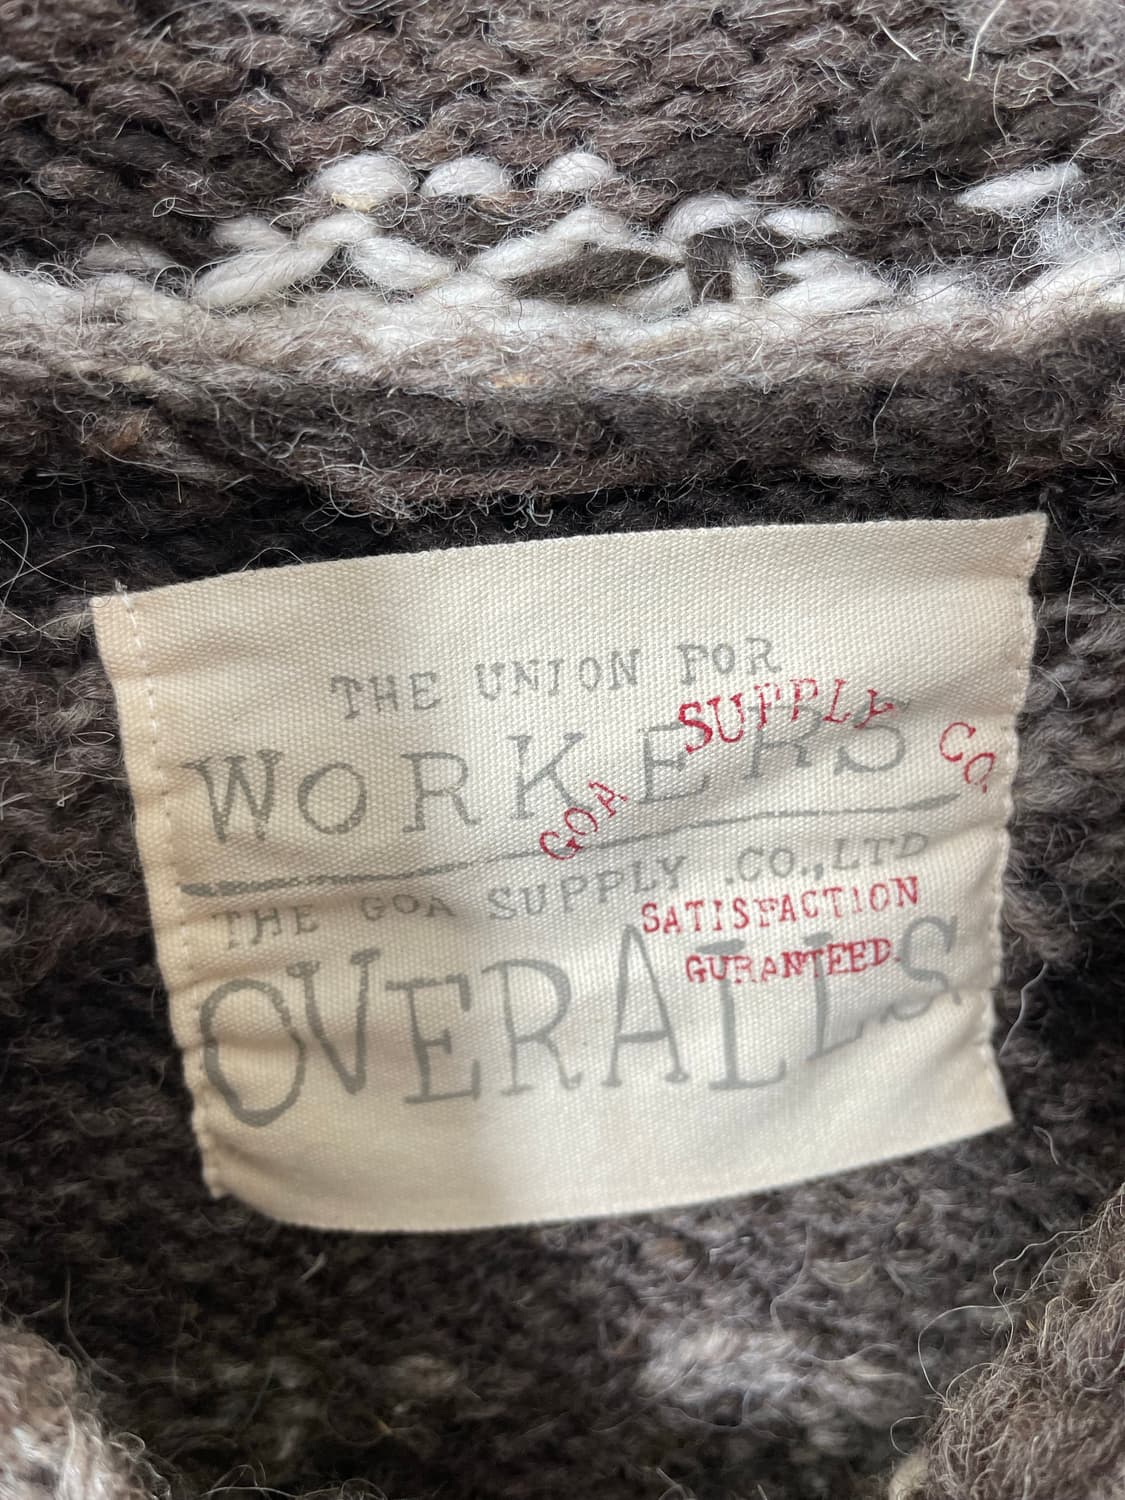 THE UNION FOR
WORKERS
GOA SUPPLY CO.
THE GOA SUPPLY .CO.,LTD
SATISFACTION
GURANTEED.
OVERALLS